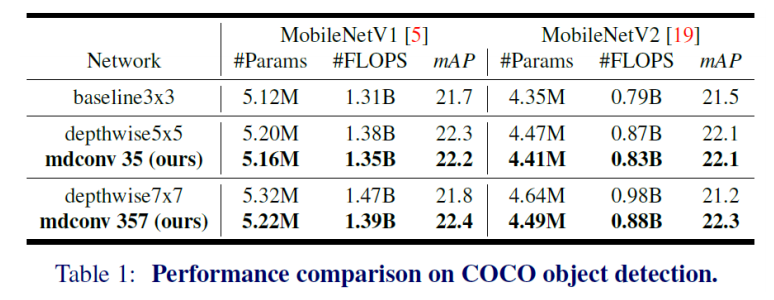 MobileNetV1 [5] MobileNetV2 [19]
Network #Params #FLOPS mAP #Params #FLOPS mAP
baseline3x3 5.12M 1.31B 21.7 4.35M 0.79B 21.5
depthwise5x5 5.20M 1.38B 22.3 4.47M 0.87B 22.1
mdconv 35 (ours) 5.16M 1.35B 22.2 4.41M 0.83B 22.1
depthwise7x7 5.32M 1.47B 21.8 4.64M 0.98B 21.2
mdconv 357 (ours) 5.22M 1.39B 22.4 4.49M 0.88B 22.3
Table 1: Performance comparison on COCO object detection.